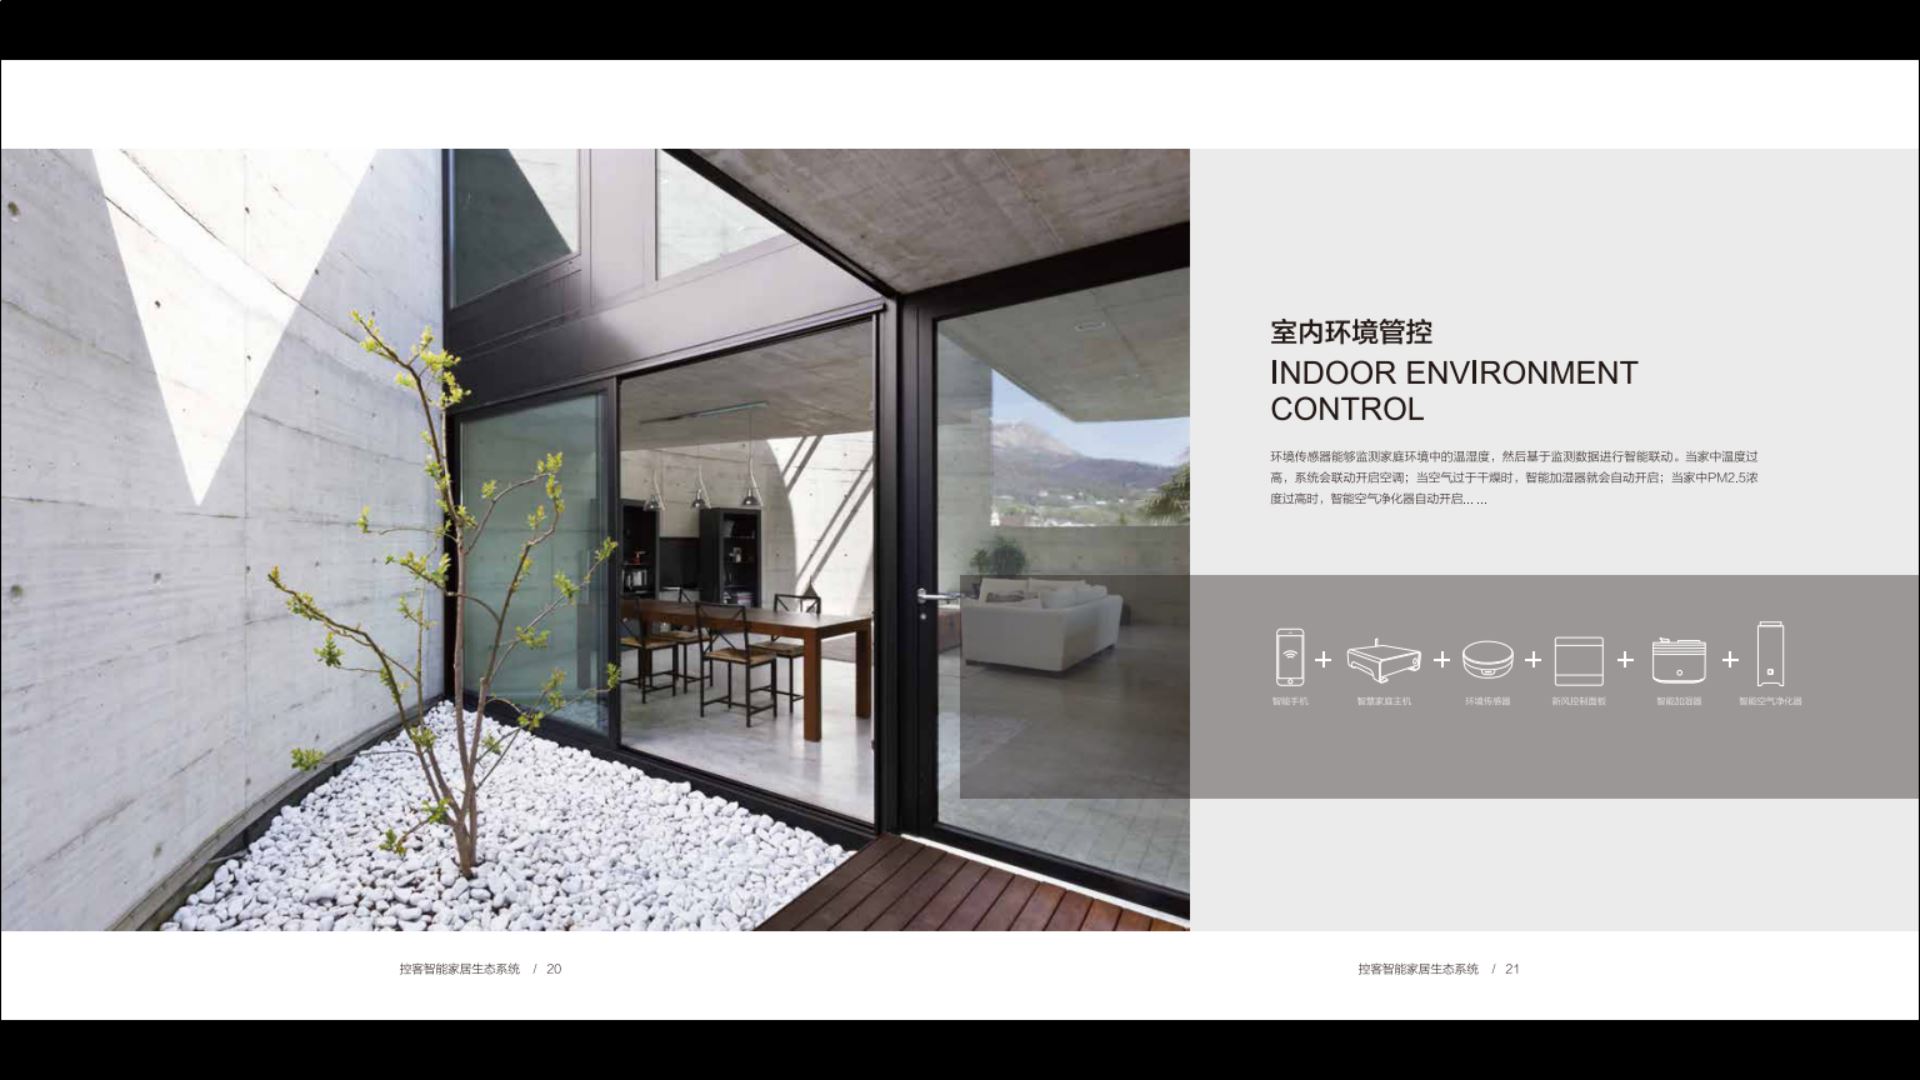 室内环境管控
INDOOR ENVIRONMENT
CONTROL
环境传感器能够监测家庭环境中的温湿度，然后基于监测数据进行智能联动。当家中温度过
高，系统会联动开启空调；当空气过于干燥时，智能加湿器就会自动开启；当家中PM2.5浓
度过高时，智能空气净化器自动开启... ...
智能手机 智慧家庭主机 环境传感器 新风控制面板 智能加湿器 智能空气净化器
控客智能家居生态系统 / 20
控客智能家居生态系统 / 21